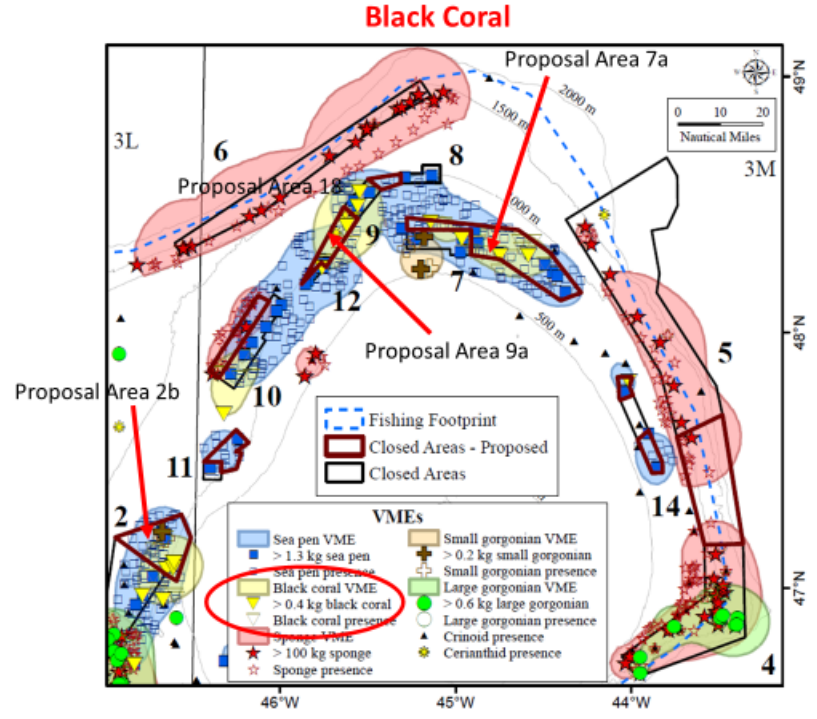 Black Coral
Proposal Area 7a
N
W
E
S
49°N
2000 m
1500 m
0 10 20
Nautical Miles
3L
6
8
3M
Proposal Area 18
000 m
9
7
12
500 m
48°N
Proposal Area 9a
5
Proposal Area 2b
10
Fishing Footprint
Closed Areas - Proposed
Closed Areas
11
14
2
VMEs
Sea pen VME
> 1.3 kg sea pen
Sea pen presence
Black coral VME
> 0.4 kg black coral
Black coral presence
Sponge VME
> 100 kg sponge
Sponge presence
Small gorgonian VME
> 0.2 kg small gorgonian
Small gorgonian presence
Large gorgonian VME
> 0.6 kg large gorgonian
Large gorgonian presence
Crinoid presence
Cerianthid presence
47°N
4
46°W 45°W 44°W